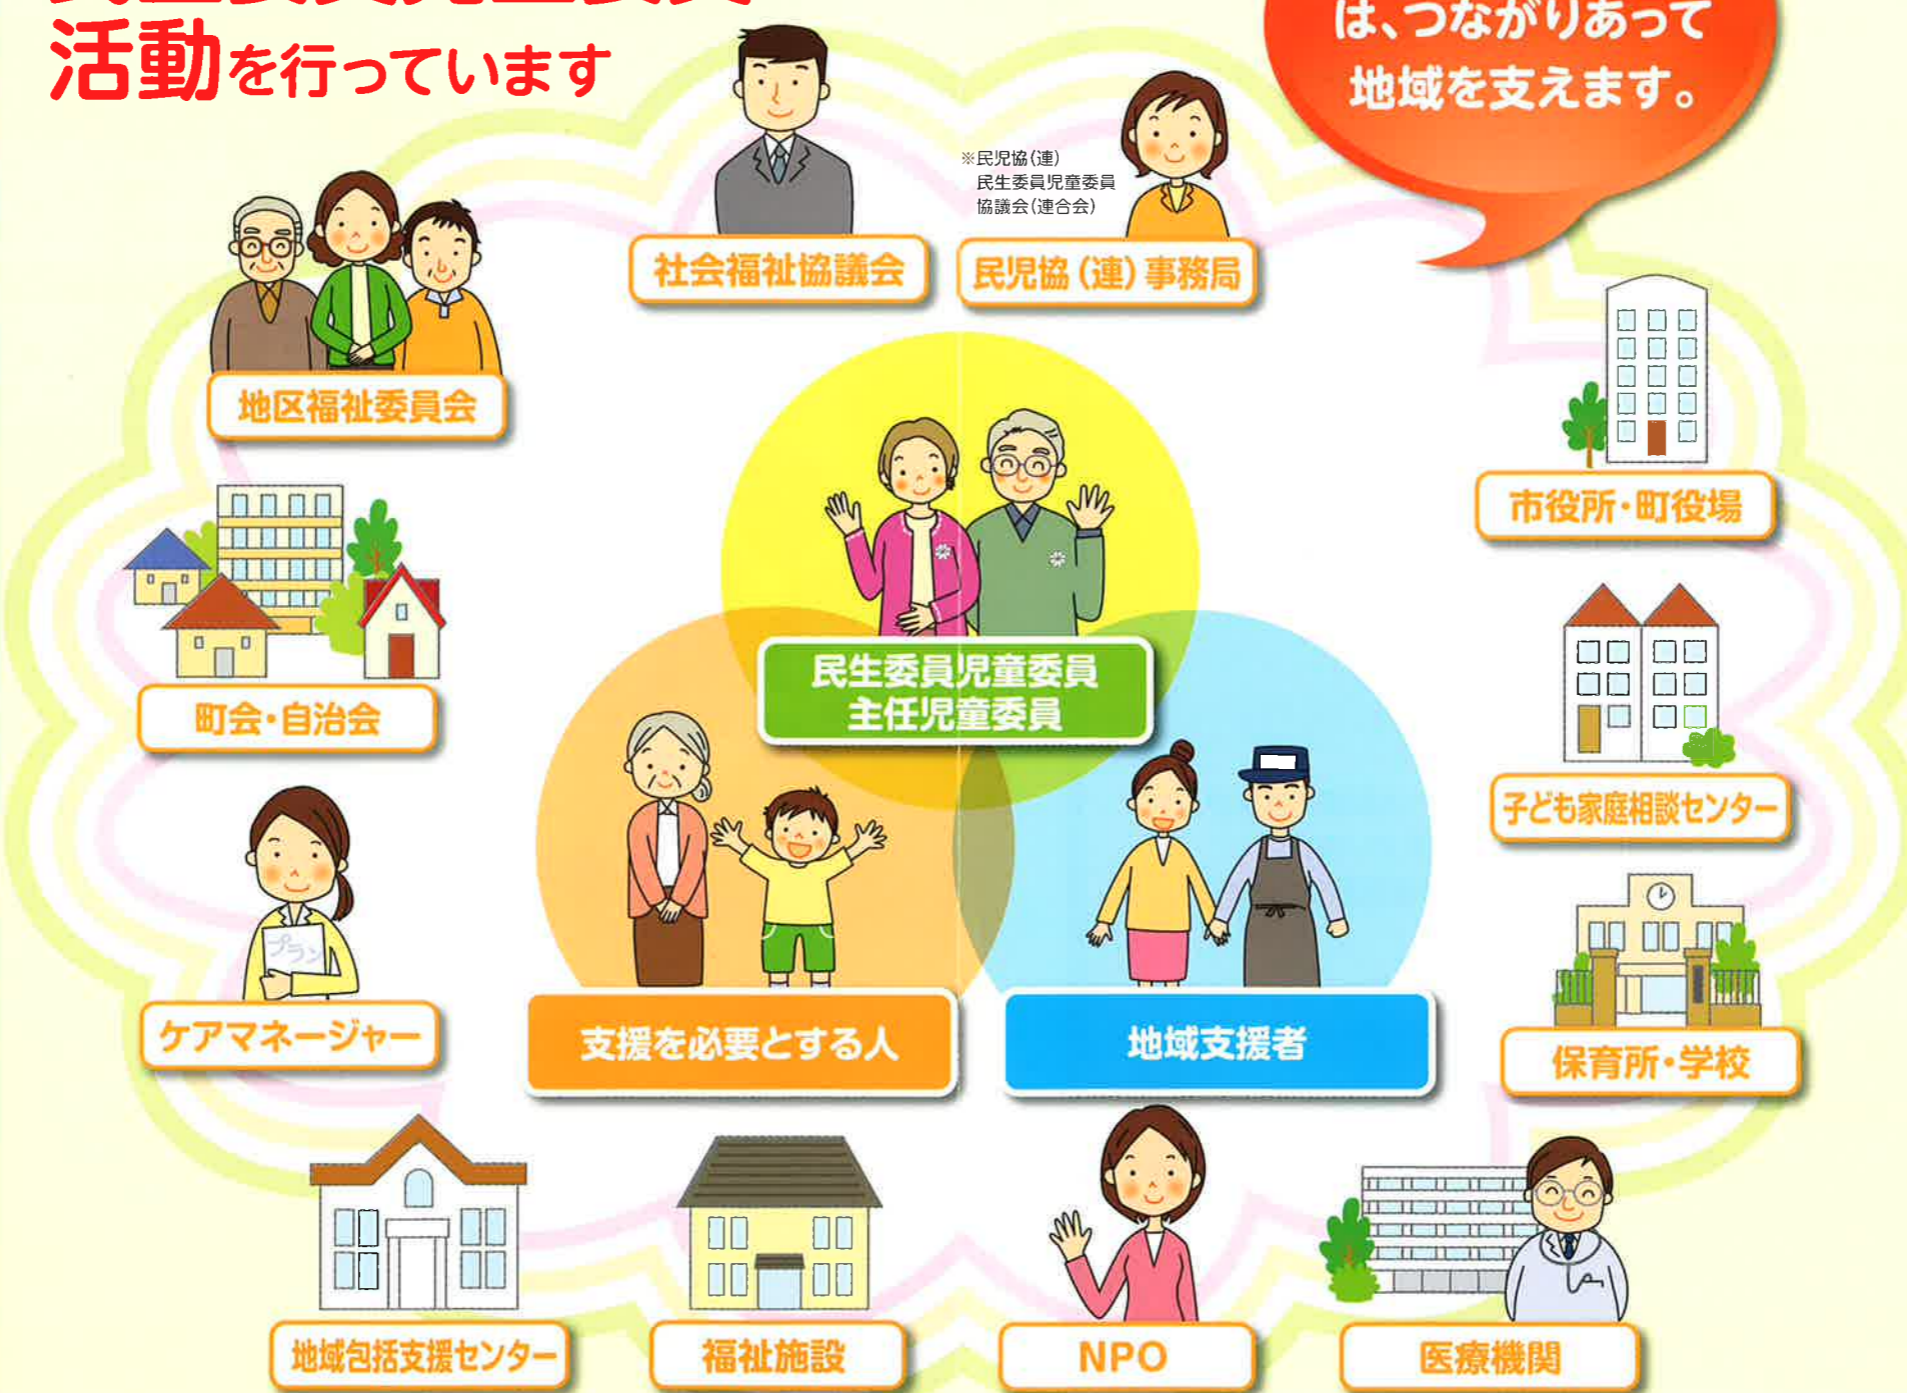 活動を行っています
は、つながりあって
地域を支えます。
※民児協(連)
民生委員児童委員
協議会(連合会)
社会福祉協議会
民児協(連)事務局
地区福祉委員会
市役所・町役場
町会・自治会
民生委員児童委員
主任児童委員
子ども家庭相談センター
プラン
ケアマネージャー
支援を必要とする人
地域支援者
保育所・学校
地域包括支援センター
福祉施設
NPO
医療機関